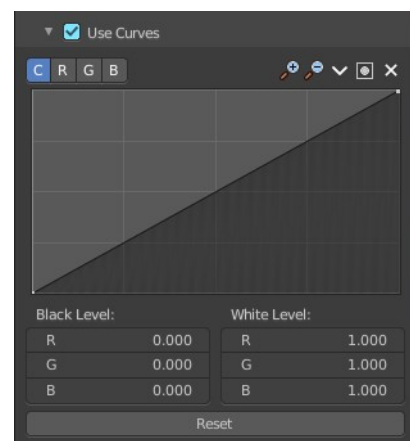 Use Curves
C R G B
Black Level: White Level:
R 0.000 R 1.000
G 0.000 G 1.000
B 0.000 B 1.000
Reset